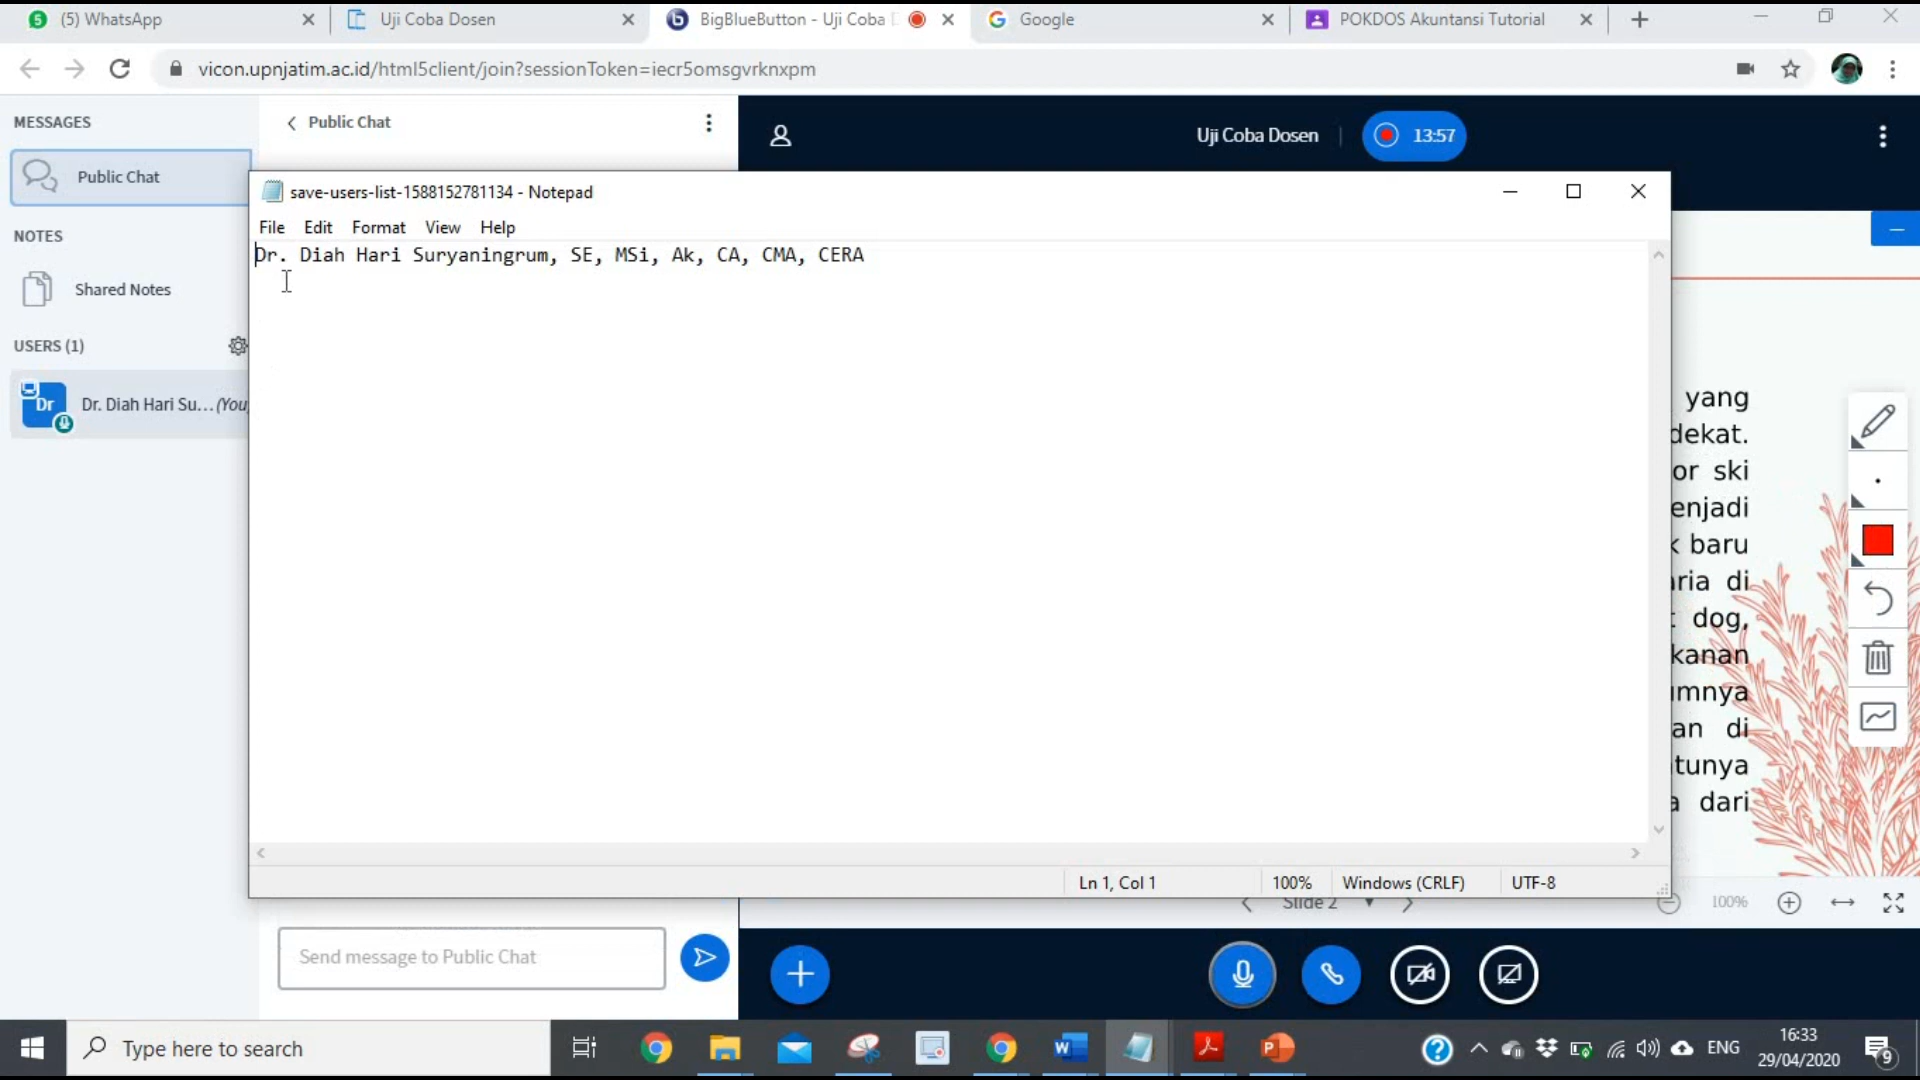 (5) WhatsApp
Uji Coba Dosen
BigBlueButton - Uji Coba
Google
POKDOS Akuntansi Tutorial
vicon.upnjatim.ac.id/html5client/join?sessionToken=iecr5omsgvrknxpm
MESSAGES
Public Chat
NOTES
Shared Notes
USERS (1)
Dr
Dr. Diah Hari Su... (You
Public Chat
Uji Coba Dosen
13:57
save-users-list-1588152781134 - Notepad
File Edit Format View Help
Dr. Diah Hari Suryaningrum, SE, MSi, Ak, CA, CMA, CERA
Ln 1, Col 1
100%
Windows (CRLF)
UTF-8
yang
dekat.
or ski
enjadi
baru
di
dog,
kanan
umnya
an di
tunya
dari
Slide 2
100%
Send message to Public Chat
Type here to search
ENG
16:33
29/04/2020
9